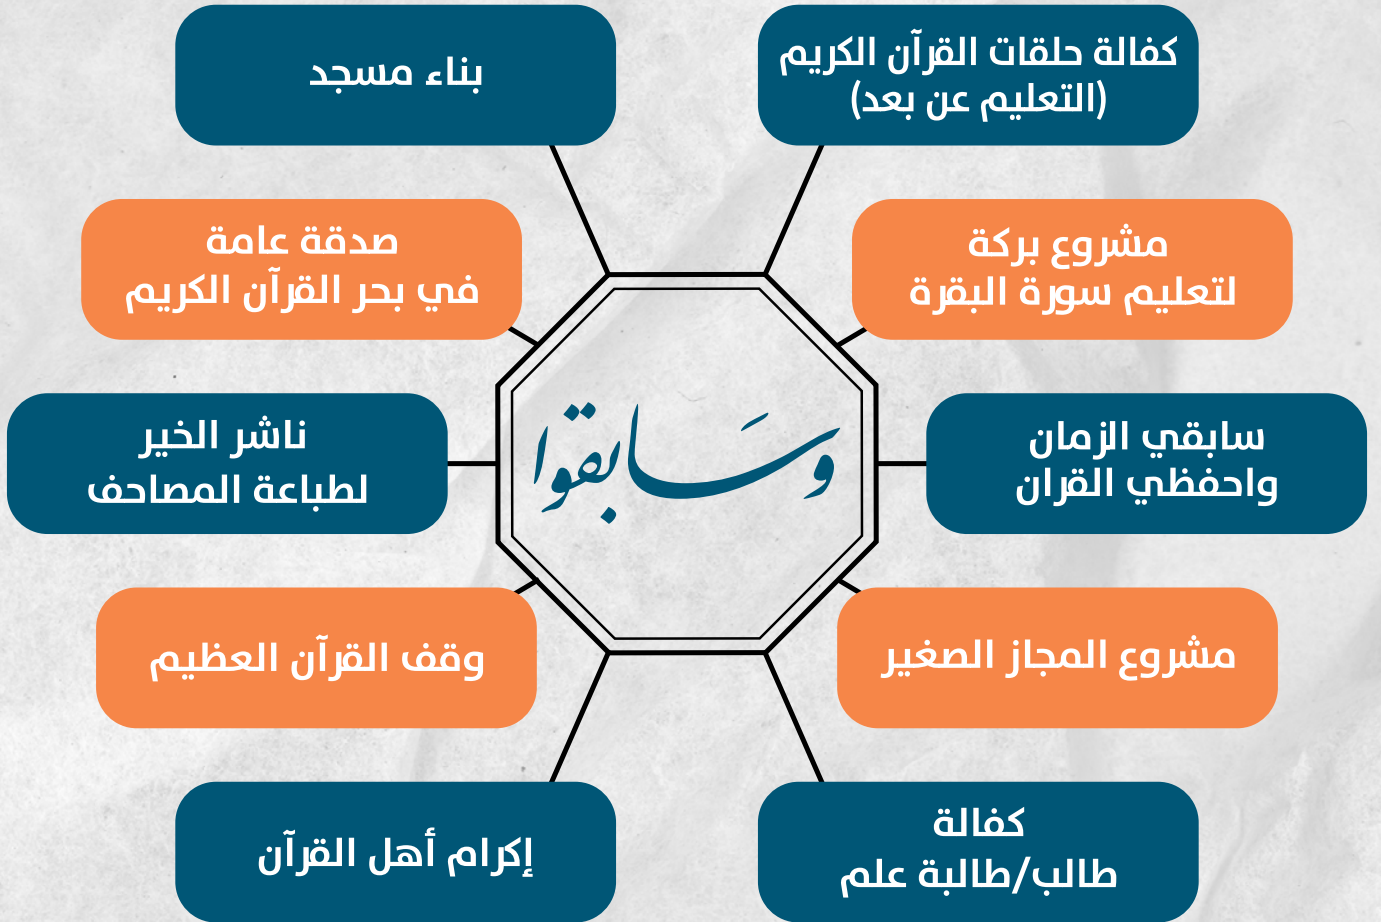 كفالة حلقات القرآن الكريم
(التعليم عن بعد)
بناء مسجد
مشروع بركة
لتعليم سورة البقرة
صدقة عامة
في بحر القرآن الكريم
سابقي الزمان
واحفظي القران
وسَابقوا
ناشر الخير
لطباعة المصاحف
مشروع المجاز الصغير
وقف القرآن العظيم
كفالة
طالب/طالبة علم
إكرام أهل القرآن